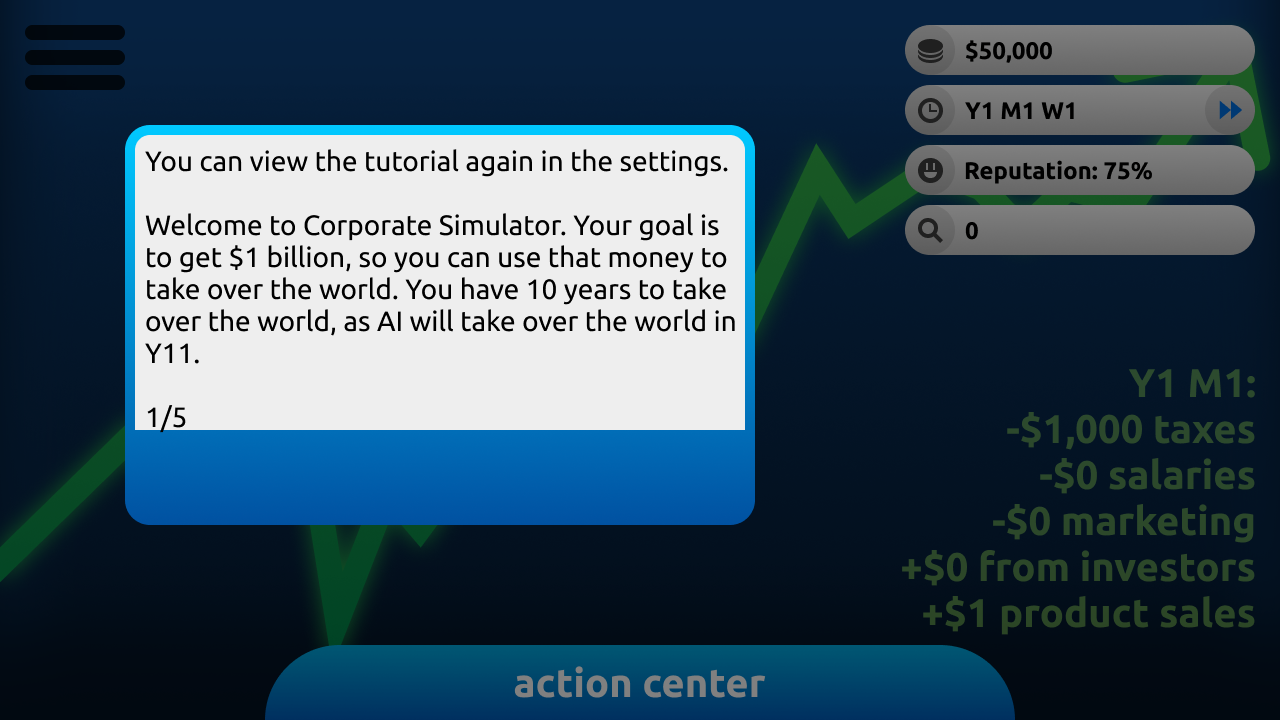 $50,000
Y1 M1 W1
Reputation: 75%
0
You can view the tutorial again in the settings.
Welcome to Corporate Simulator. Your goal is
to get $1 billion, so you can use that money to
take over the world. You have 10 years to take
over the world, as AI will take over the world in
Y11.
1/5
Y1 M1:
-$1,000 taxes
-$0 salaries
-$0 marketing
+$0 from investors
+$1 product sales
action center